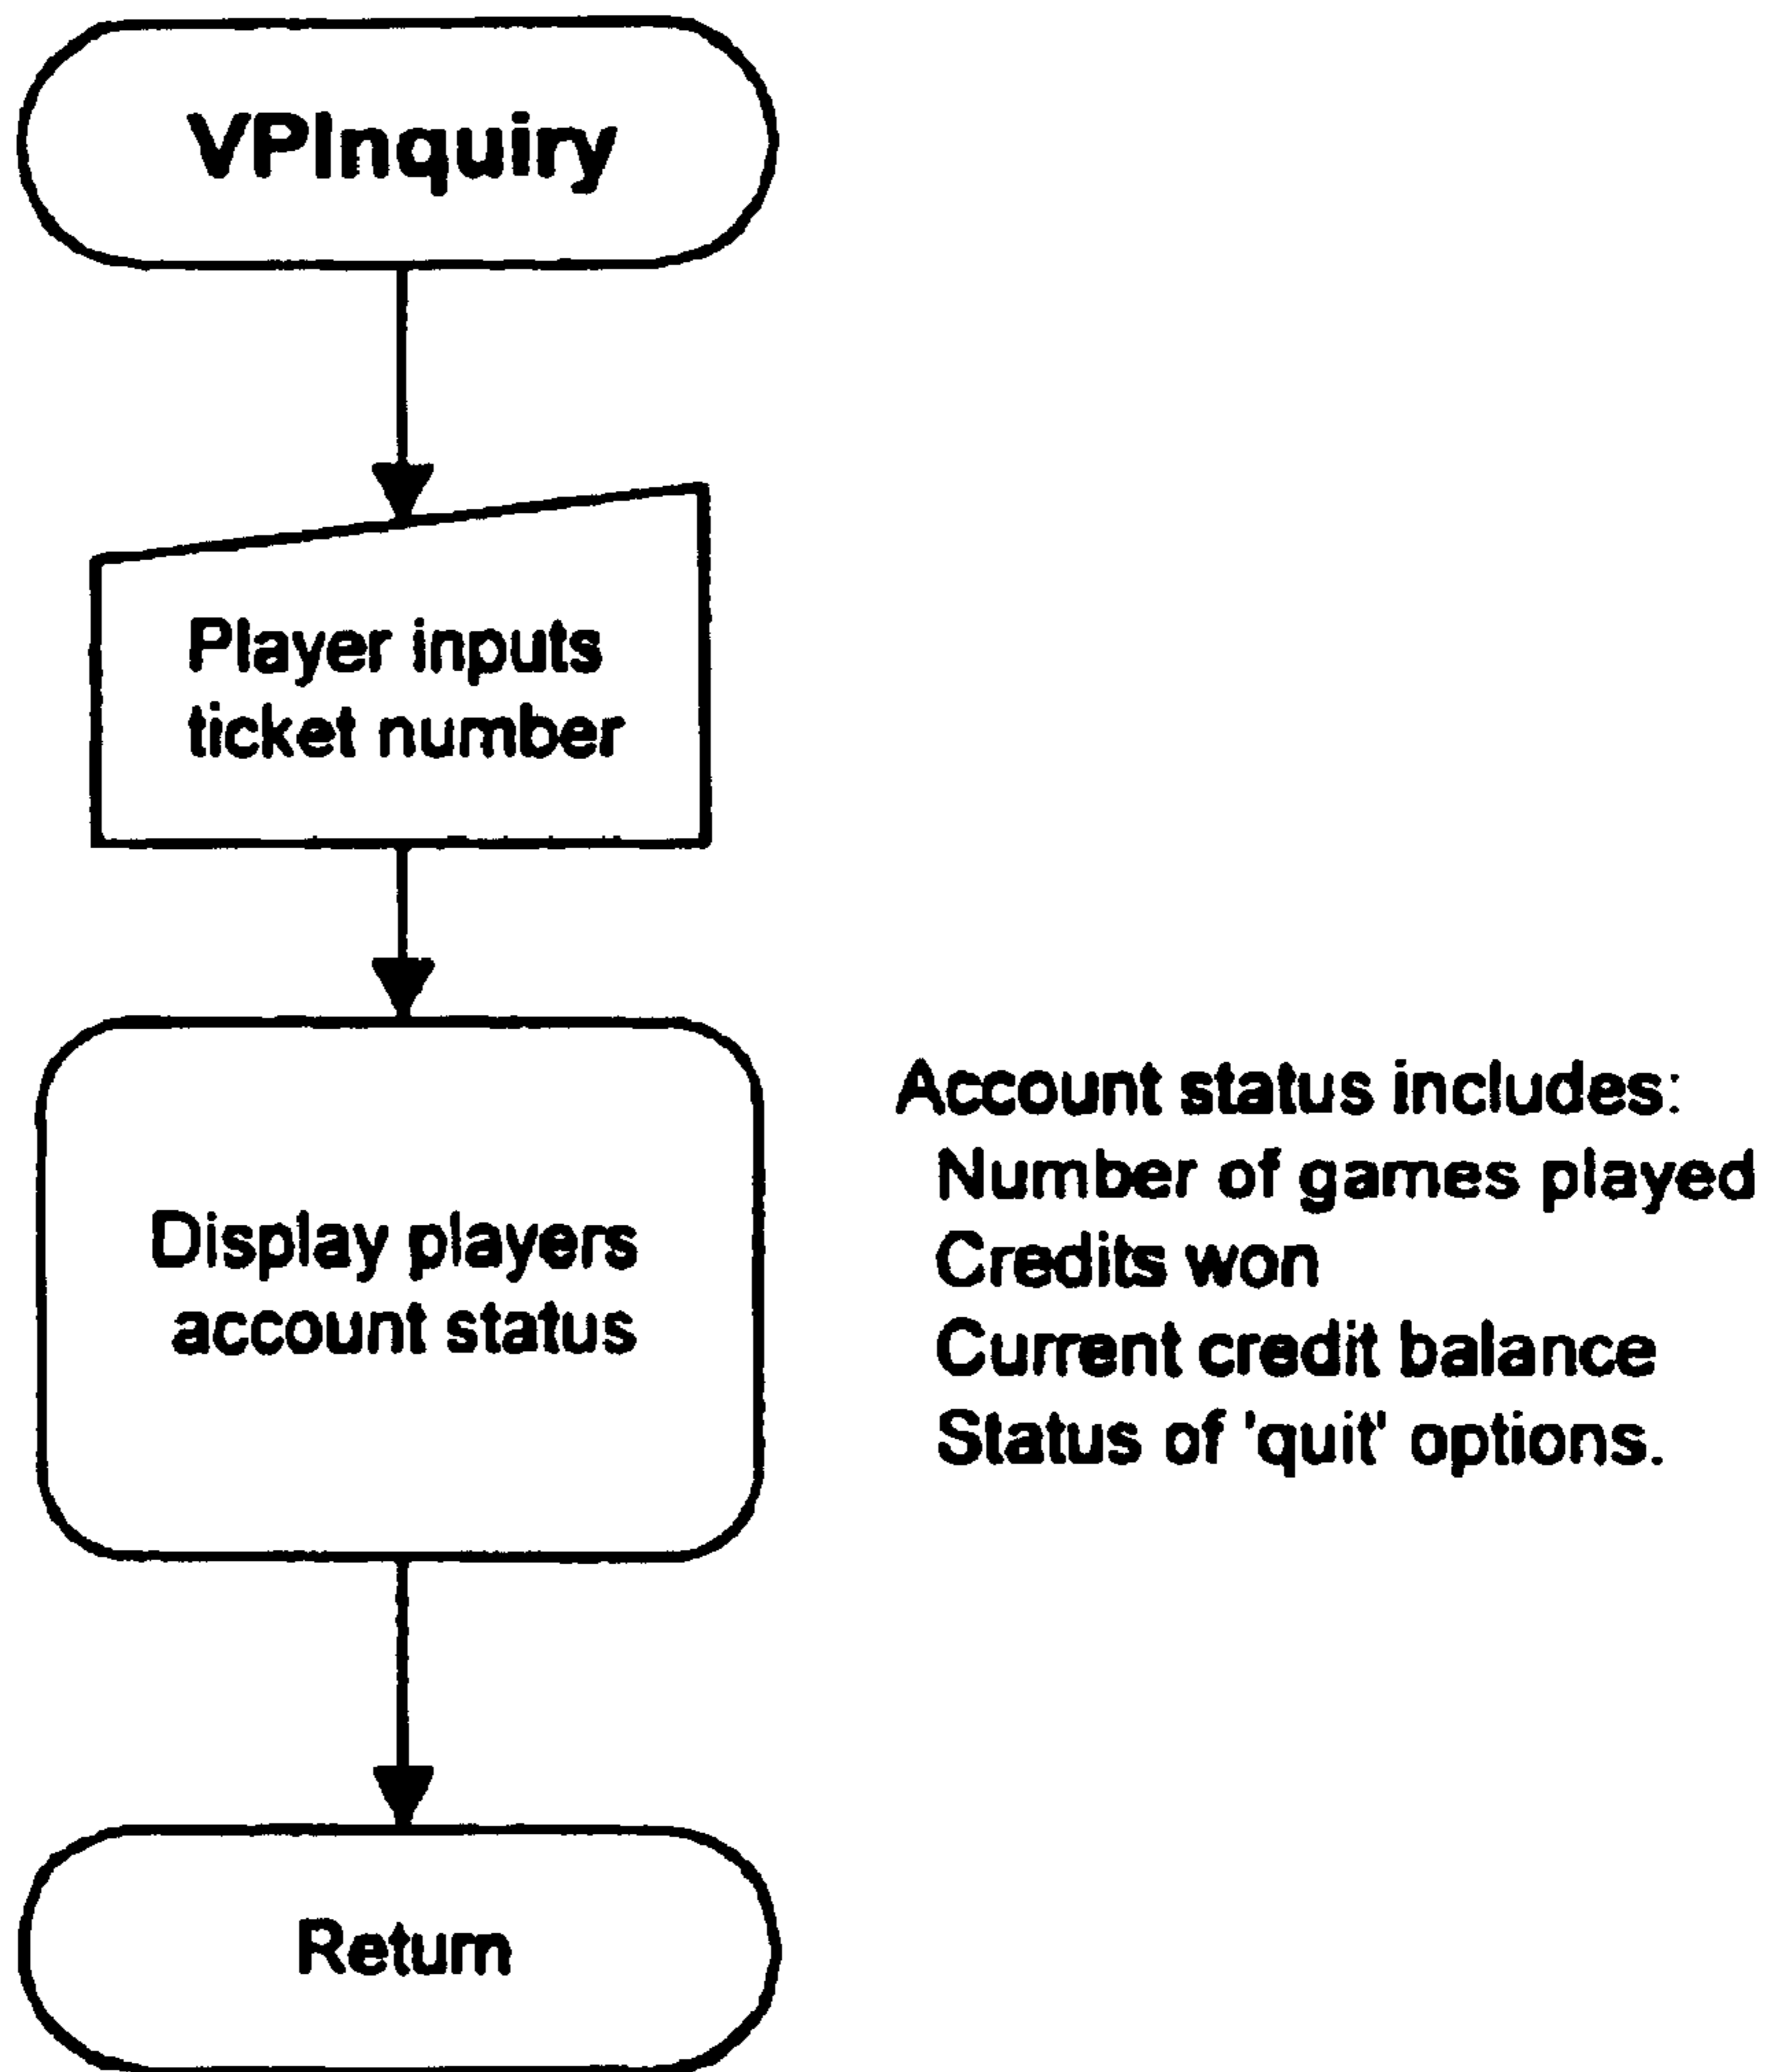 VPInquiry
Player inputs
ticket number
Display players
account status
Account status includes:
Number of games played
Credits won
Current credit balance
Status of 'quit' options.
Return